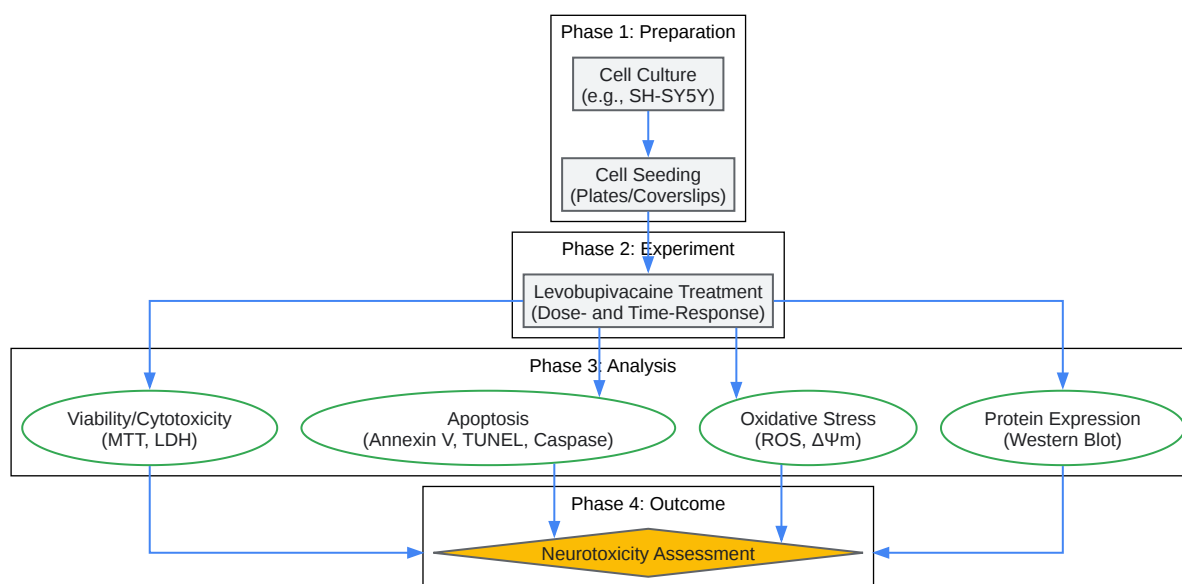 Phase 1: Preparation
Cell Culture
(e.g., SH-SY5Y)
Cell Seeding
(Plates/Coverslips)
Phase 2: Experiment
Levobupivacaine Treatment
(Dose- and Time-Response)
Phase 3: Analysis
Viability/Cytotoxicity
(MTT, LDH)
Apoptosis
(Annexin V, TUNEL, Caspase)
Oxidative Stress
(ROS, ΔΨm)
Protein Expression
(Western Blot)
Phase 4: Outcome
Neurotoxicity Assessment